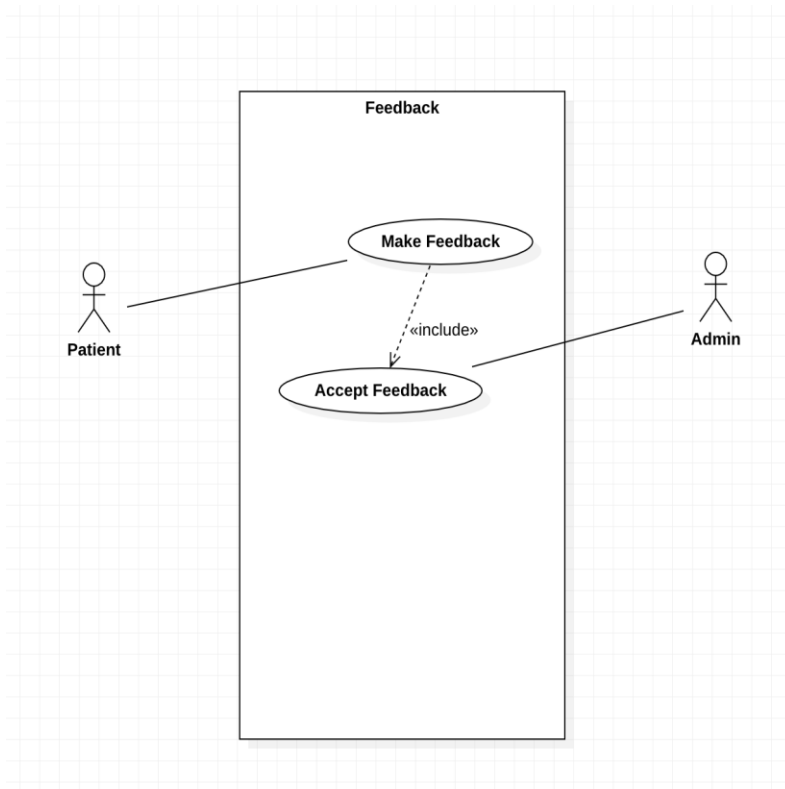 Feedback
Make Feedback
Patient
«include»
Admin
Accept Feedback